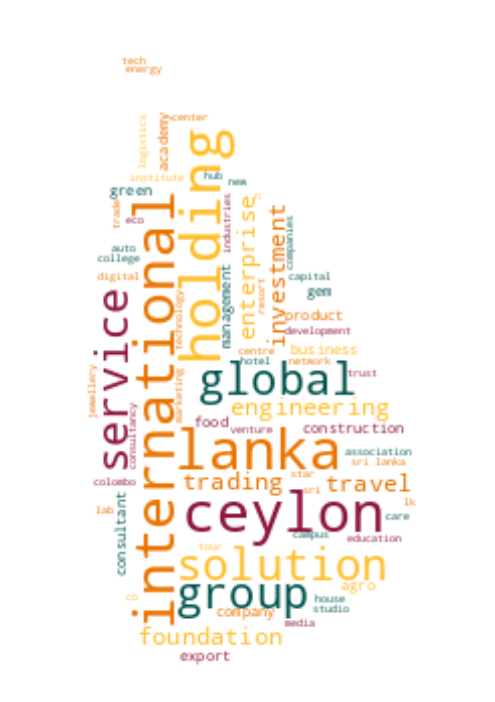 tech
energy
center
logistics
academy
holding
institute
hub
new
green
international
trade
eco
industries
enterprise
investment
companies
auto
college
digital
management
resort
capital
gem
service
technology
product
development
centre
business
hotel
network
trust
jewellery
marketing
global
engineering
consultancy
food
venture
construction
lanka
association
sri lanka
colombo
trading
star
sri
travel
consultant
ceylon
lk
lab
care
campus
education
tour
solution
agro
group
co
house
studio
company
media
foundation
export